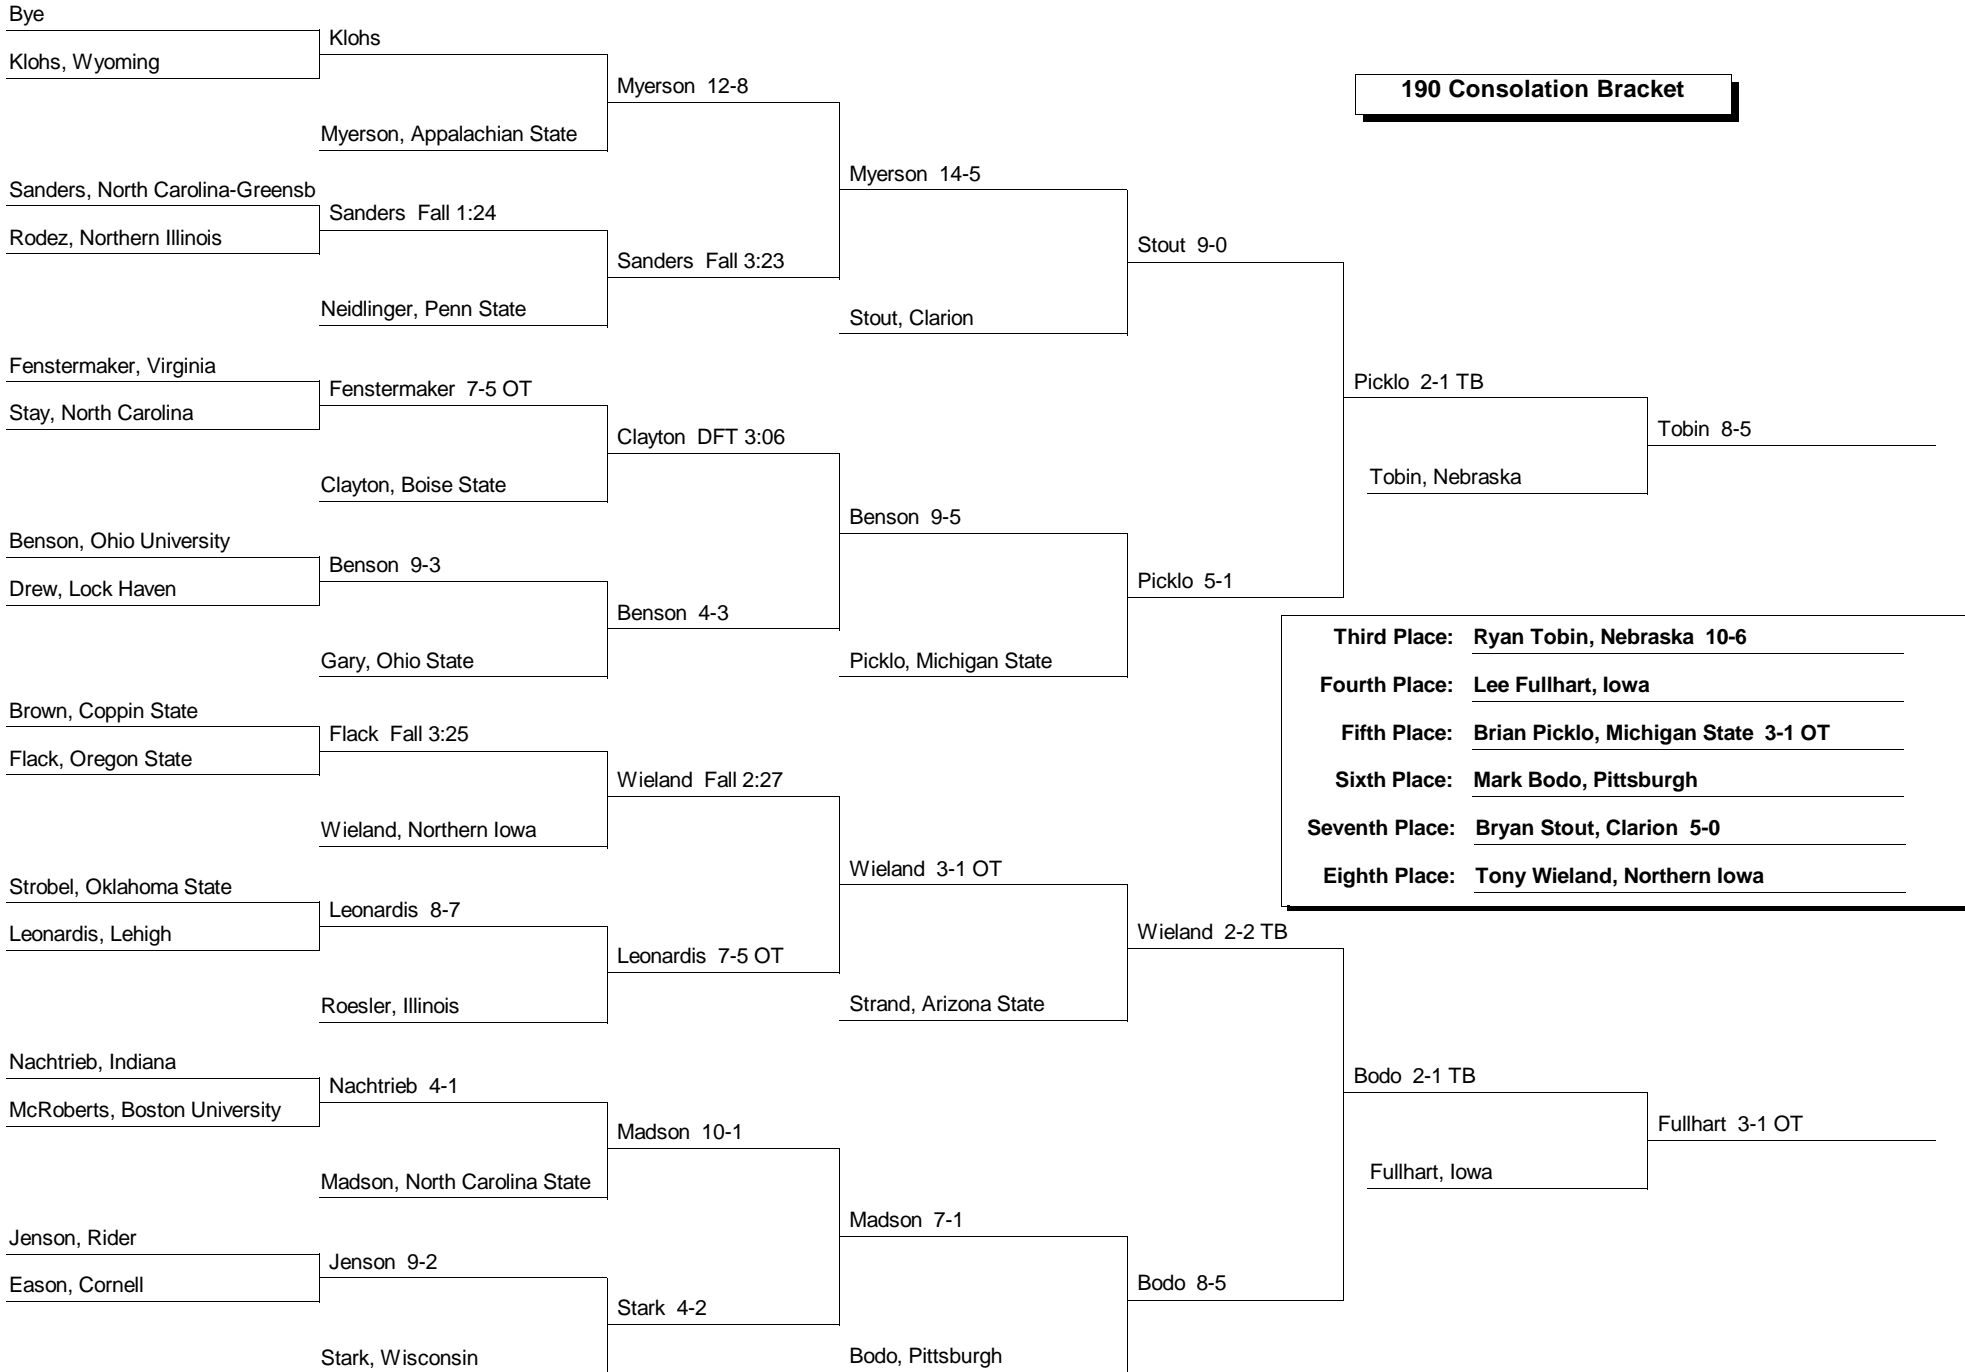 Bye
Klohs
Klohs, Wyoming
Myerson  12-8
190 Consolation Bracket
Myerson, Appalachian State
Myerson  14-5
Sanders, North Carolina-Greensb
Sanders  Fall 1:24
Rodez, Northern Illinois
Stout  9-0
Sanders  Fall 3:23
Neidlinger, Penn State
Stout, Clarion
Fenstermaker, Virginia
Picklo  2-1 TB
Fenstermaker  7-5 OT
Stay, North Carolina
Tobin  8-5
Clayton  DFT 3:06
Tobin, Nebraska
Clayton, Boise State
Benson  9-5
Benson, Ohio University
Benson  9-3
Picklo  5-1
Drew, Lock Haven
Benson  4-3
Third Place: Ryan Tobin, Nebraska  10-6
Gary, Ohio State
Picklo, Michigan State
Fourth Place: Lee Fullhart, Iowa
Brown, Coppin State
Flack  Fall 3:25
Fifth Place: Brian Picklo, Michigan State  3-1 OT
Flack, Oregon State
Wieland  Fall 2:27
Sixth Place: Mark Bodo, Pittsburgh
Wieland, Northern Iowa
Seventh Place: Bryan Stout, Clarion  5-0
Wieland  3-1 OT
Eighth Place: Tony Wieland, Northern Iowa
Strobel, Oklahoma State
Leonardis  8-7
Leonardis, Lehigh
Wieland  2-2 TB
Leonardis  7-5 OT
Roesler, Illinois
Strand, Arizona State
Nachtrieb, Indiana
Bodo  2-1 TB
Nachtrieb  4-1
McRoberts, Boston University
Fullhart  3-1 OT
Madson  10-1
Fullhart, Iowa
Madson, North Carolina State
Madson  7-1
Jenson, Rider
Jenson  9-2
Eason, Cornell
Bodo  8-5
Stark  4-2
Stark, Wisconsin
Bodo, Pittsburgh